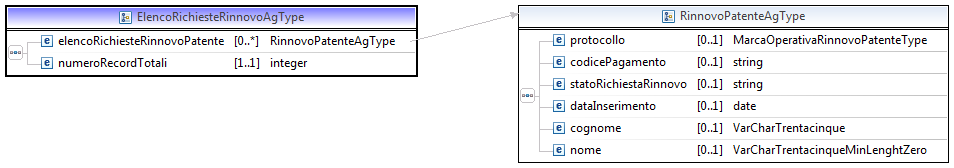 ElencoRichiesteRinnovoAgType
elencoRichiesteRinnovoPatente [0..*] RinnovoPatenteAgType
numeroRecordTotali [1..1] integer
RinnovoPatenteAgType
protocollo [0..1] MarcaOperativaRinnovoPatenteType
codicePagamento [0..1] string
statoRichiestaRinnovo [0..1] string
dataInserimento [0..1] date
cognome [0..1] VarCharTrentacinque
nome [0..1] VarCharTrentacinqueMinLenghtZero